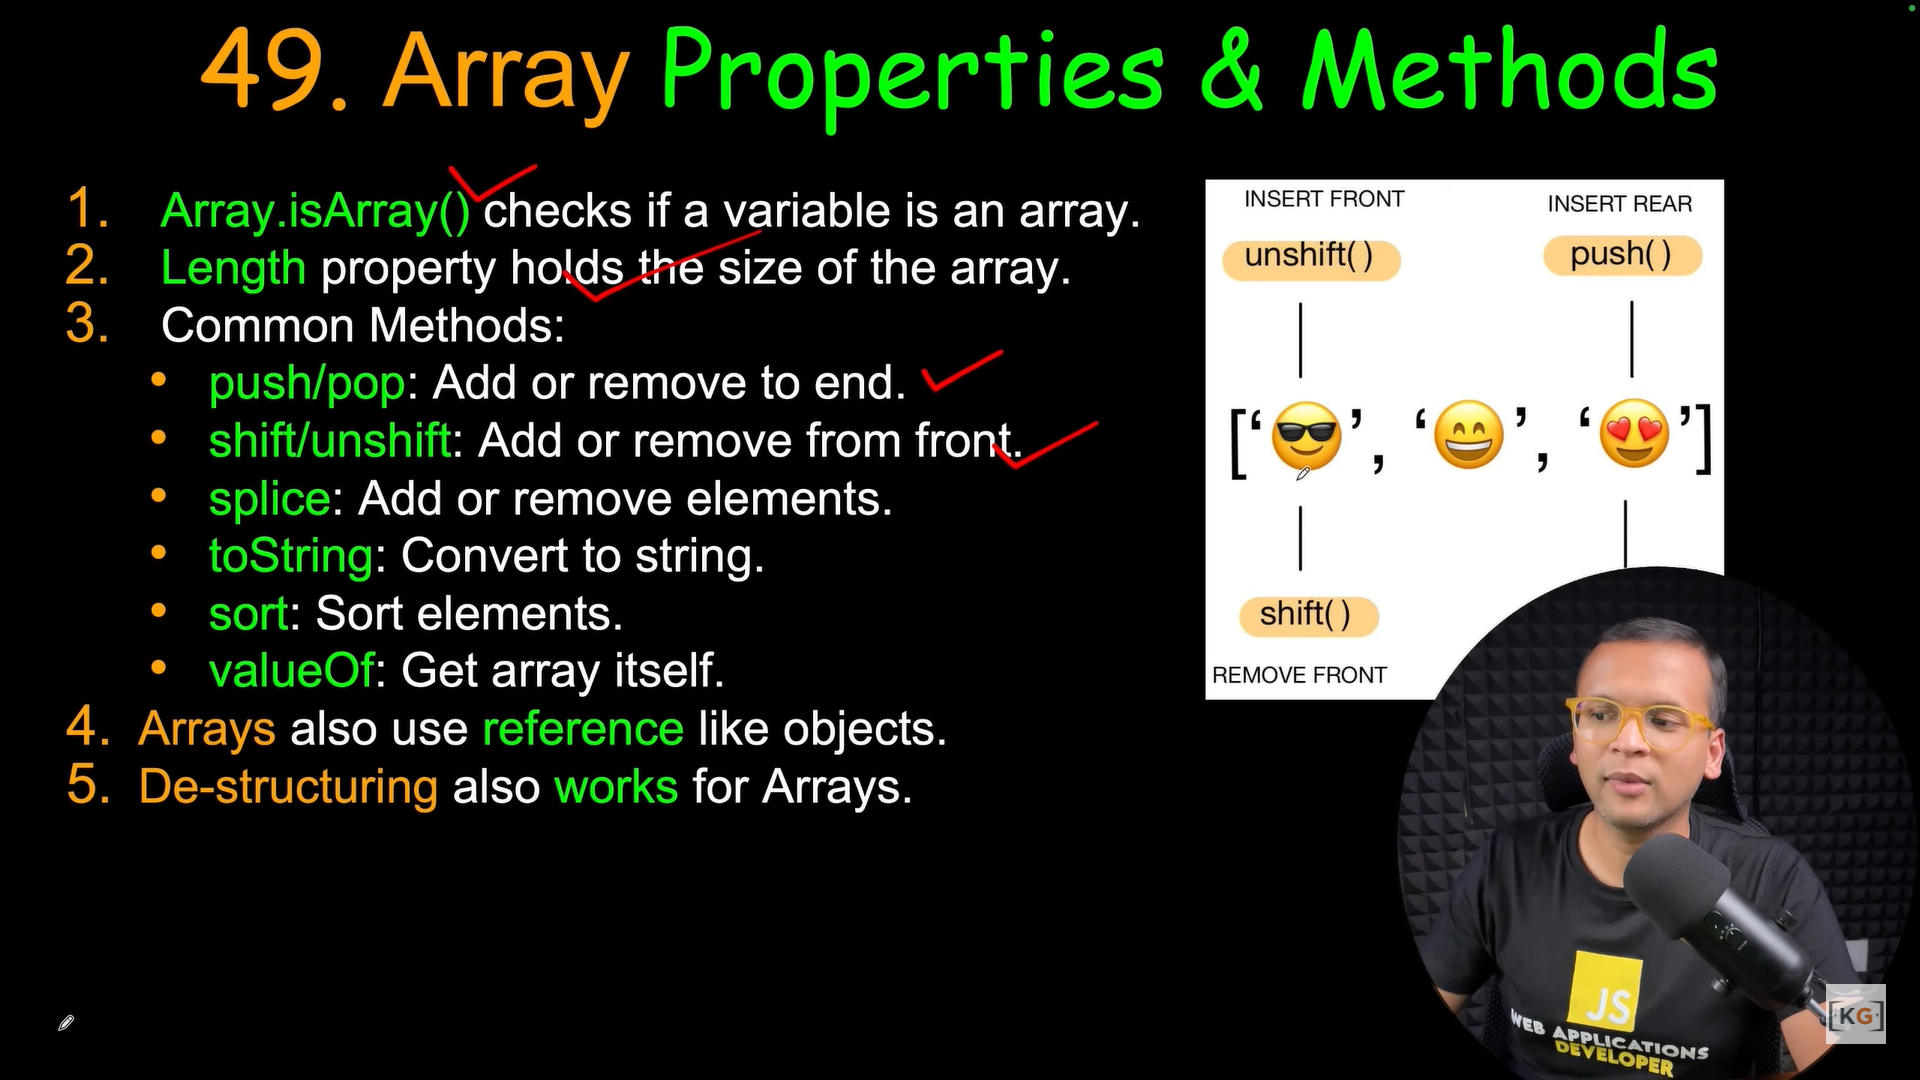 49. Array Properties & Methods
1. Array.isArray() checks if a variable is an array.
2. Length property holds the size of the array.
3. Common Methods:
• push/pop: Add or remove to end.
• shift/unshift: Add or remove from front.
• splice: Add or remove elements.
• toString: Convert to string.
• sort: Sort elements.
• valueOf: Get array itself.
4. Arrays also use reference like objects.
5. De-structuring also works for Arrays.
INSERT FRONT
INSERT REAR
unshift()
push()
['😎', '😄', '😍']
shift()
REMOVE FRONT
JS
WEB APPLICATIONS
DEVELOPER
[KG]